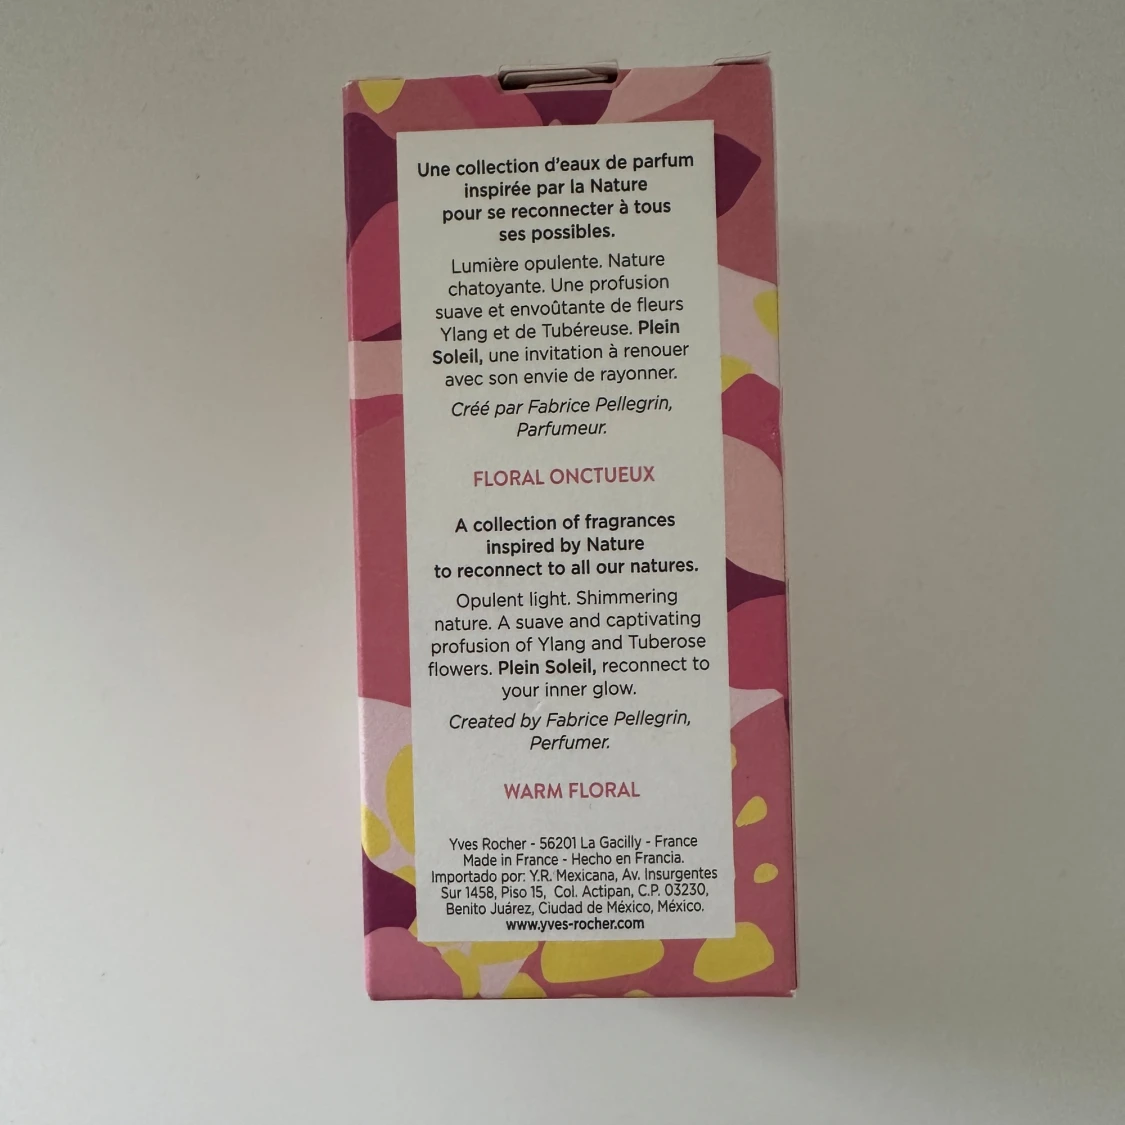 Une collection d'eaux de parfum
inspirée par la Nature
pour se reconnecter à tous
ses possibles.
Lumière opulente. Nature
chatoyante. Une profusion
suave et envoûtante de fleurs
Ylang et de Tubéreuse. Plein
Soleil, une invitation à renouer
avec son envie de rayonner.
Créé par Fabrice Pellegrin,
Parfumeur.
FLORAL ONCTUEUX
A collection of fragrances
inspired by Nature
to reconnect to all our natures.
Opulent light. Shimmering
nature. A suave and captivating
profusion of Ylang and Tuberose
flowers. Plein Soleil, reconnect to
your inner glow.
Created by Fabrice Pellegrin,
Perfumer.
WARM FLORAL
Yves Rocher - 56201 La Gacilly - France
Made in France - Hecho en Francia.
Importado por: Y.R. Mexicana, Av. Insurgentes
Sur 1458, Piso 15, Col. Actipan, C.P. 03230,
Benito Juárez, Ciudad de México, México.
www.yves-rocher.com